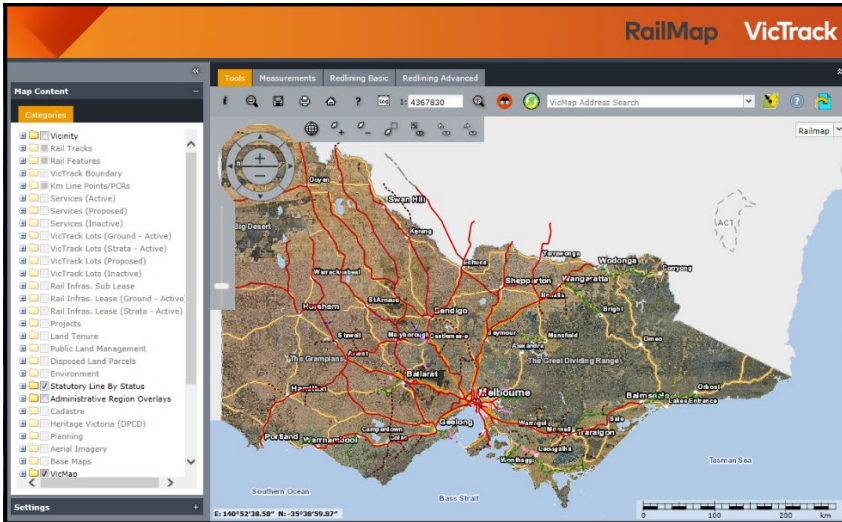 RailMap VicTrack
Map Content
Categories
Vicinity
Rail Tracks
Rail Features
VicTrack Boundary
Km Line Points/PCRs
Services (Active)
Services (Proposed)
Services (Inactive)
VicTrack Lots (Ground - Active)
VicTrack Lots (Strata - Active)
VicTrack Lots (Proposed)
VicTrack Lots (Inactive)
Rail Infras. Sub Lease
Rail Infras. Lease (Ground - Active
Rail Infras. Lease (Strata - Active)
Projects
Land Tenure
Public Land Management
Disposed Land Parcels
Environment
Statutory Line By Status
Administrative Region Overlays
Cadastre
Heritage Victoria (DPCD)
Planning
Aerial Imagery
Base Maps
VicMap
Settings
Tools Measurements Redlining Basic Redlining Advanced
Log 1: 4367830 VicMap Address Search
Railmap
Ouyen
Swan Hill
Big Desert
Kerang
ACT
Echuca
Yarrawonga
Wodonga
Corryong
Warracknabeal
Shepparton
Wangaratta
Benalla
Horsham
St Arnaud
Bendigo
Bright
Stawell
Maryborough
Castlemaine
Seymour
Mansfield
Omeo
Alexandra
The Grampians
Ararat
The Great Dividing Range
Ballarat
Hamilton
Melbourne
Bairnsdale
Orbost
Lakes Entrance
Geelong
Camperdown
Colac
Warragul
Morwell
Sale
Traralgon
Portland
Warrnambool
Leongatha
Wonthaggi
Tasman Sea
Southern Ocean
Bass Strait
E: 140°52'38.58" N: -35°38'59.87"
0 100 200 km